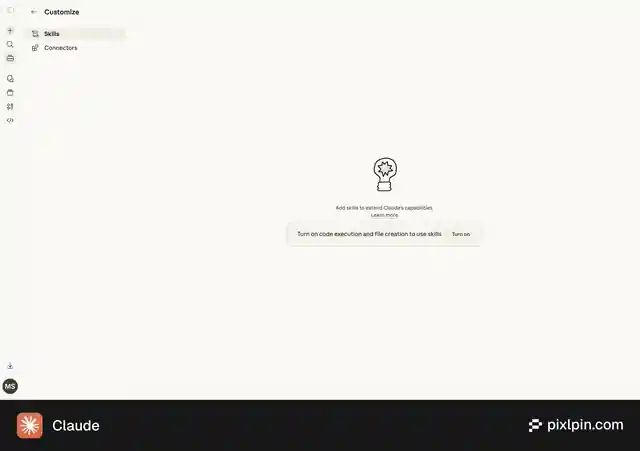 Customize
Skills
Connectors
Add skills to extend Claude's capabilities.
Learn more
Turn on code execution and file creation to use skills
Turn on
MS
Claude
pixlpin.com